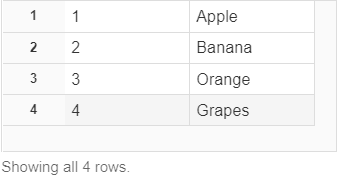 1 1 Apple
2 2 Banana
3 3 Orange
4 4 Grapes
Showing all 4 rows.